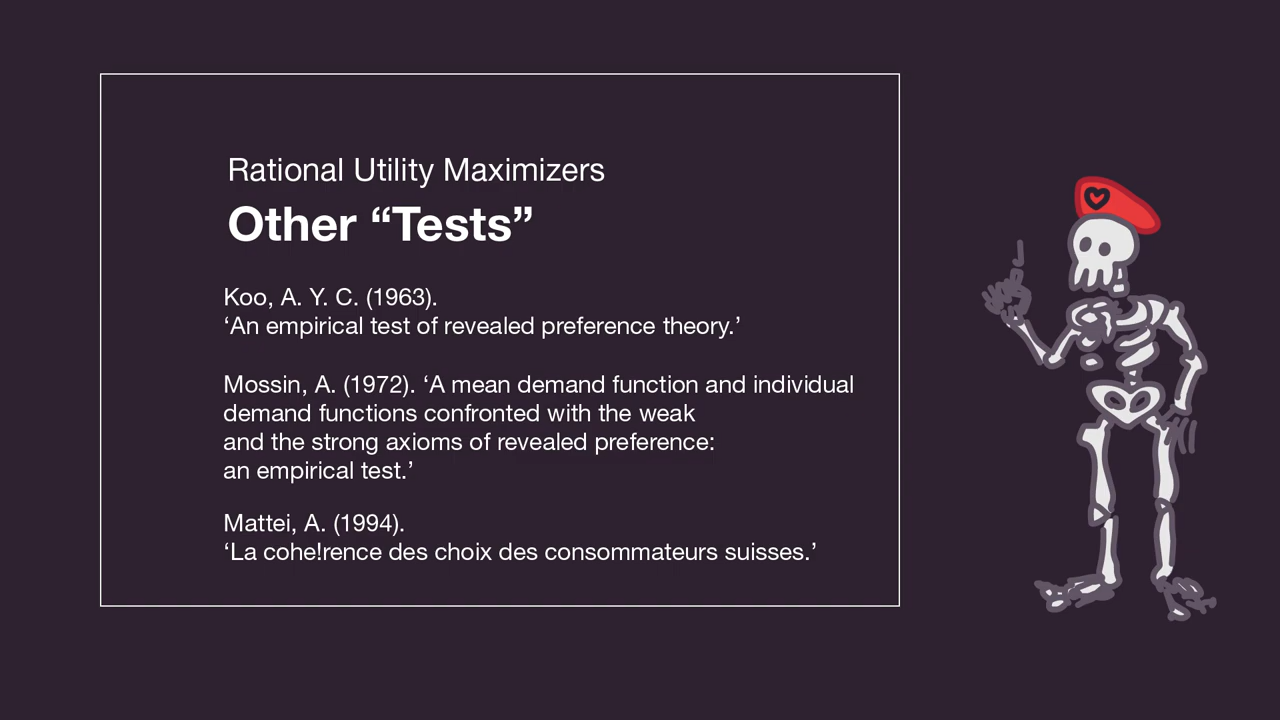 Rational Utility Maximizers
Other “Tests”
Koo, A. Y. C. (1963).
‘An empirical test of revealed preference theory.’
Mossin, A. (1972). ‘A mean demand function and individual
demand functions confronted with the weak
and the strong axioms of revealed preference:
an empirical test.’
Mattei, A. (1994).
‘La cohe!rence des choix des consommateurs suisses.’